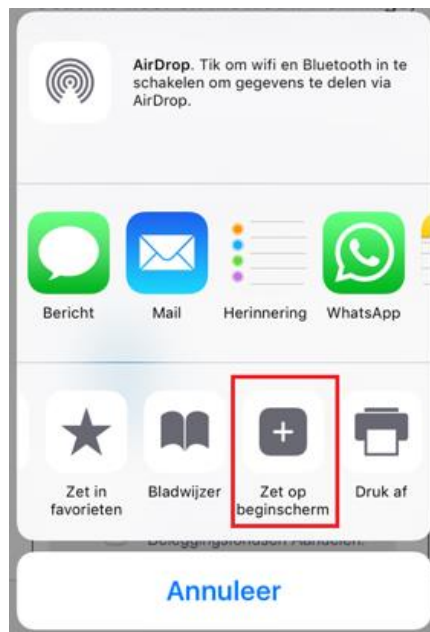 AirDrop. Tik om wifi en Bluetooth in te
schakelen om gegevens te delen via
AirDrop.
Bericht
Mail
Herinnering
WhatsApp
Zet in
favorieten
Bladwijzer
Zet op
beginscherm
Druk af
Annuleer